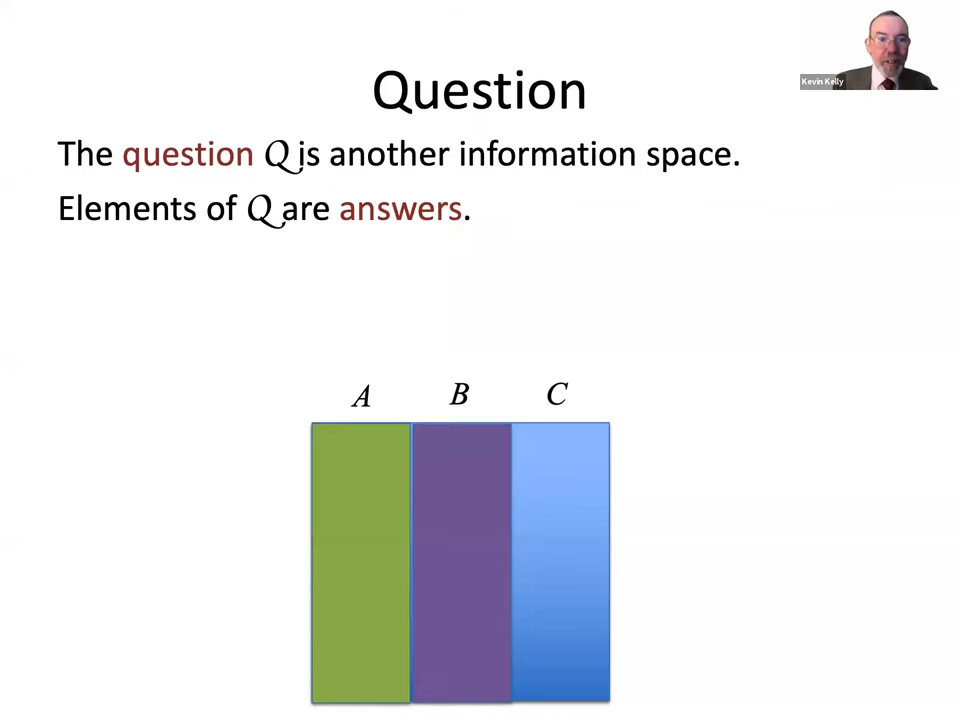 Kevin Kelly
Question
The question Q is another information space.
Elements of Q are answers.
A B C